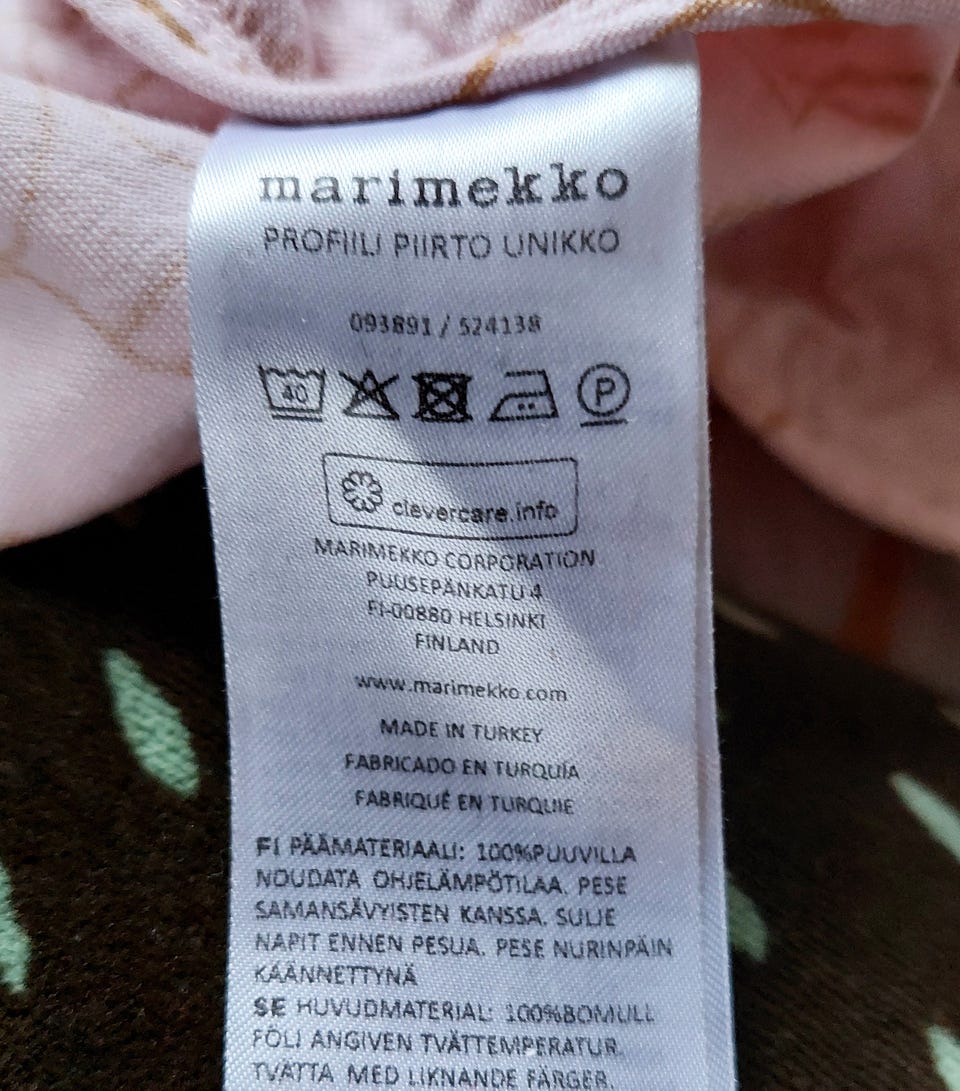 marimekko
PROFIILI PIIRTO UNIKKO
093891 / 524138
40 P
clevercare.info
MARIMEKKO CORPORATION
PUUSEPÄNKATU 4
FI-00880 HELSINKI
FINLAND
www.marimekko.com
MADE IN TURKEY
FABRICADO EN TURQUÍA
FABRIQUÉ EN TURQUIE
FI PÄÄMATERIAALI: 100%PUUVILLA
NOUDATA OHJELÄMPÖTILAA. PESE
SAMANSÄVYISTEN KANSSA. SULJE
NAPIT ENNEN PESUA. PESE NURINPÄIN
KÄÄNNETTYNÄ
SE HUVUDMATERIAL: 100%BOMULL
FÖLJ ANGIVEN TVÄTTEMPERATUR.
TVÄTTA MED LIKNANDE FÄRGER.